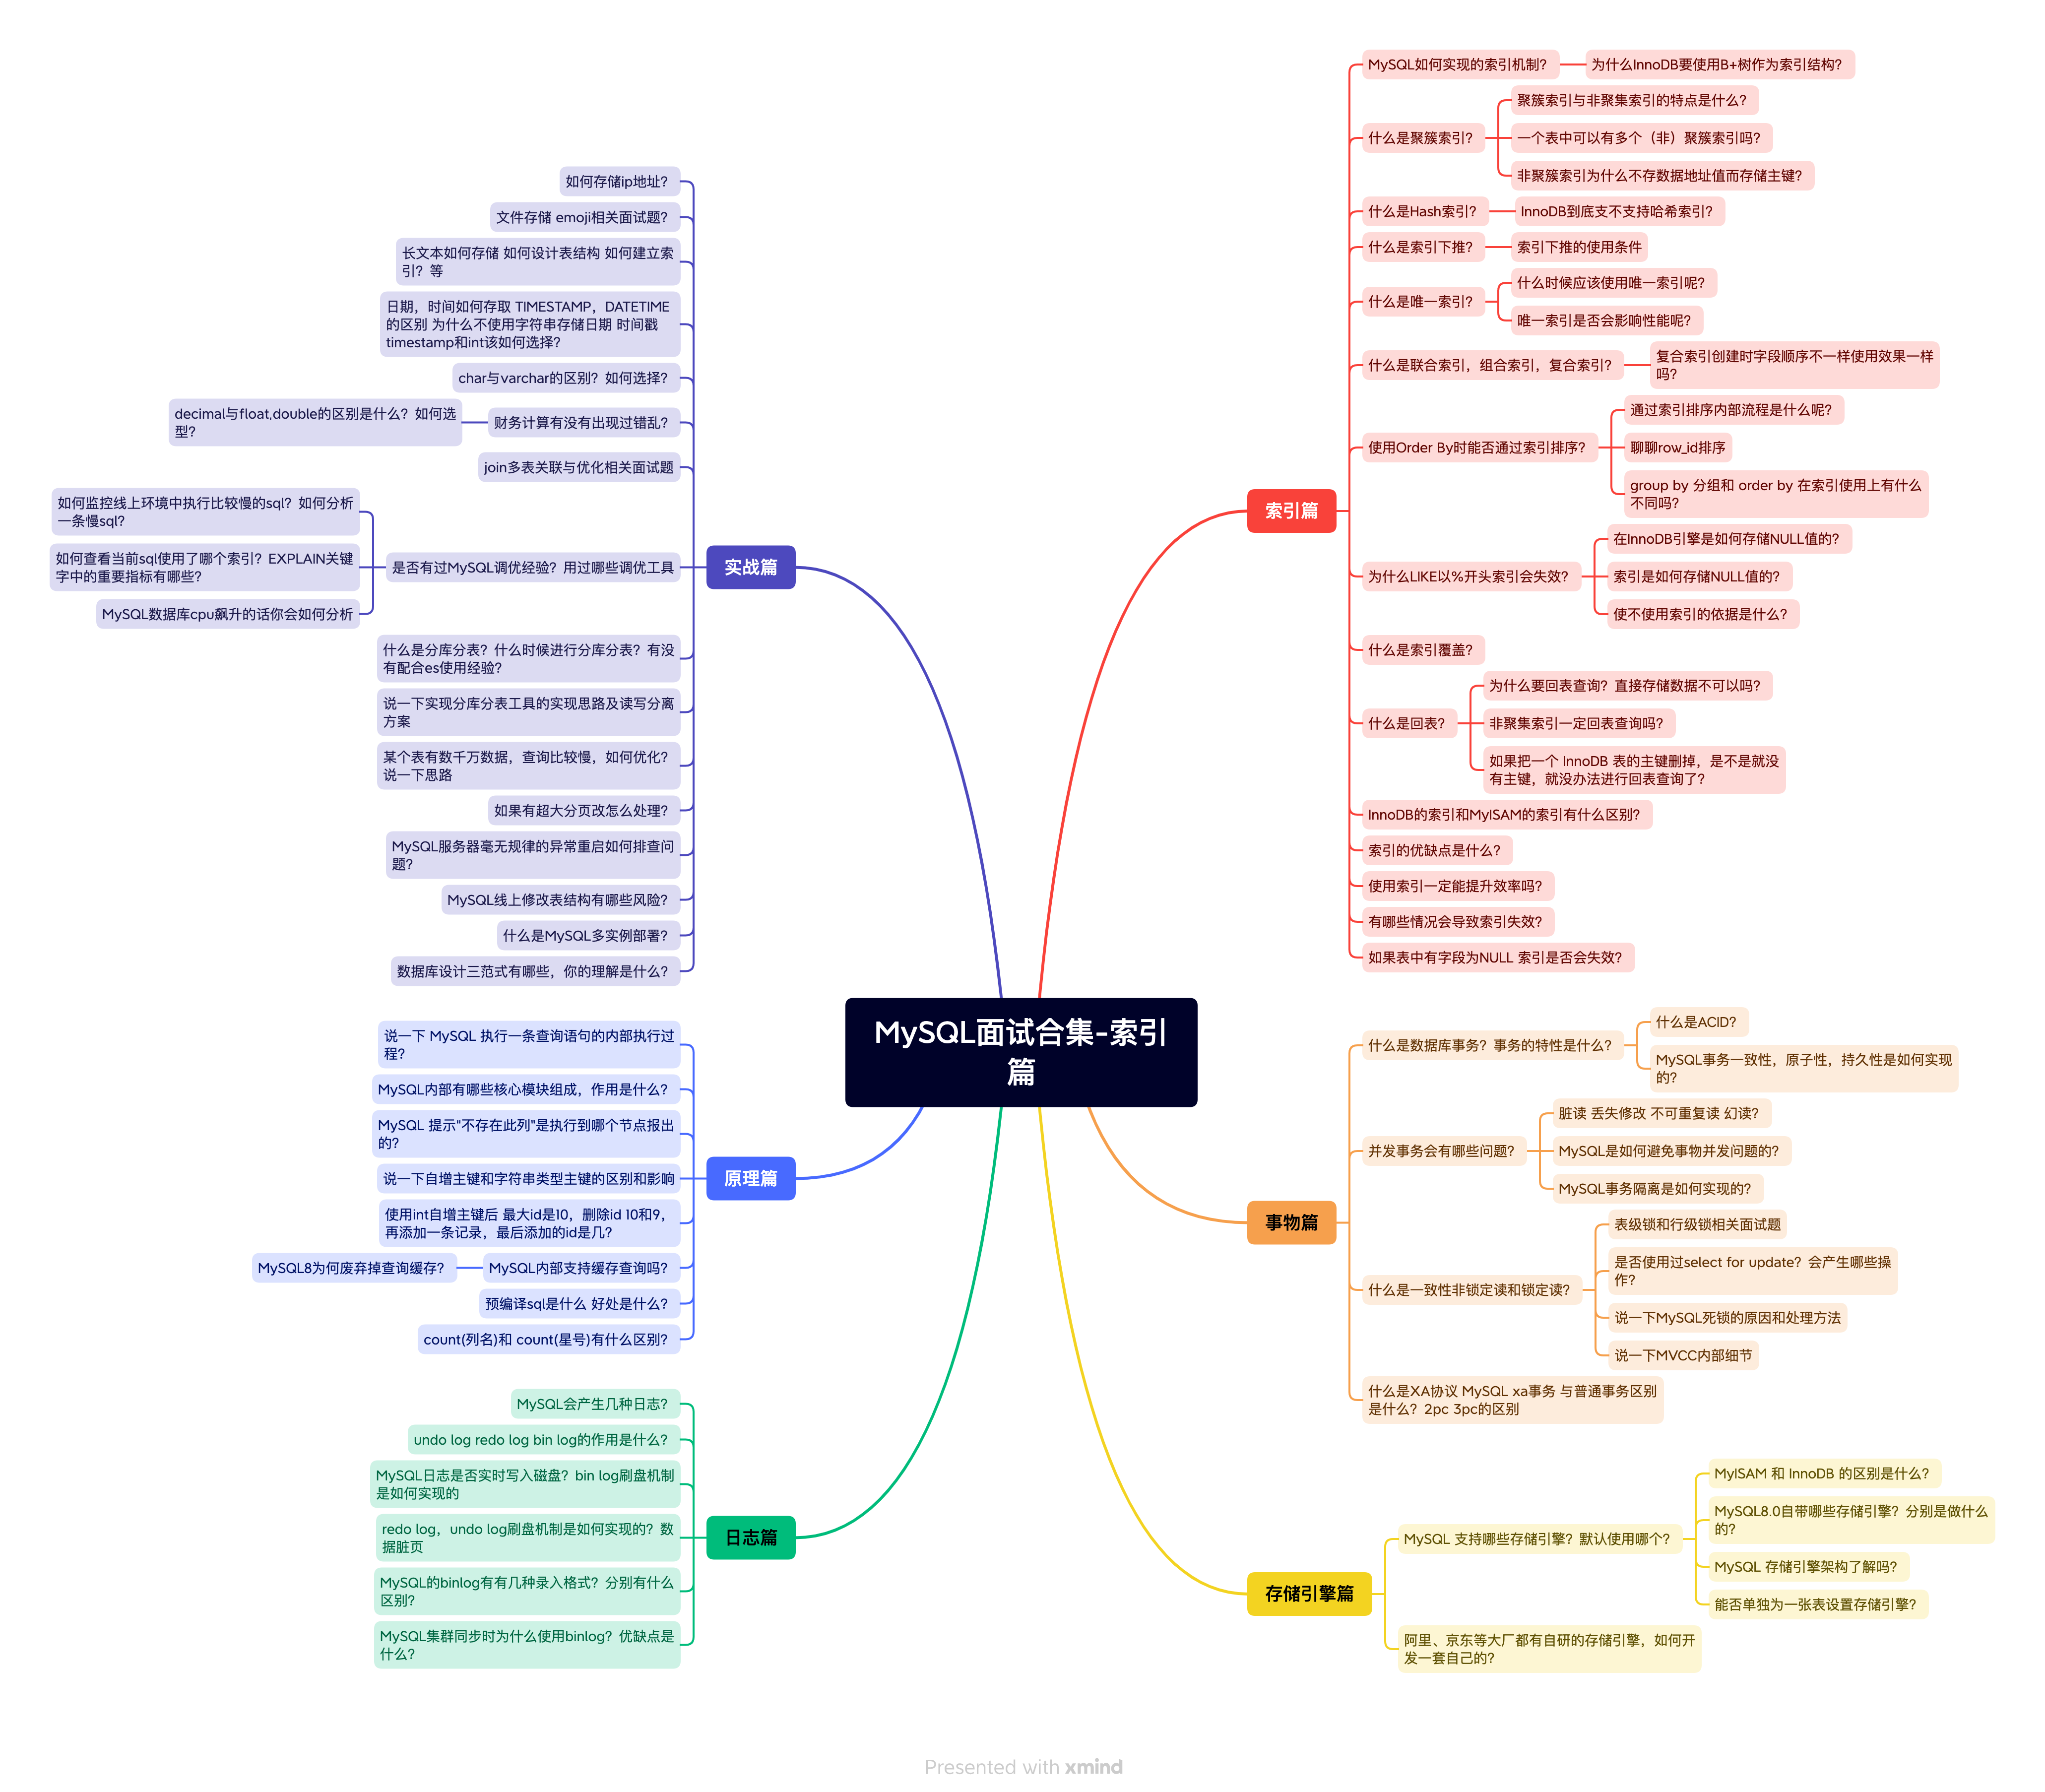 MySQL面试合集-索引
篇
索引篇
MySQL如何实现的索引机制？
为什么InnoDB要使用B+树作为索引结构？
什么是聚簇索引？
聚簇索引与非聚集索引的特点是什么？
一个表中可以有多个（非）聚簇索引吗？
非聚簇索引为什么不存数据地址值而存储主键？
什么是Hash索引？
InnoDB到底支不支持哈希索引？
什么是索引下推？
索引下推的使用条件
什么是唯一索引？
什么时候应该使用唯一索引呢？
唯一索引是否会影响性能呢？
什么是联合索引，组合索引，复合索引？
复合索引创建时字段顺序不一样使用效果一样
吗？
使用Order By时能否通过索引排序？
通过索引排序内部流程是什么呢？
聊聊row_id排序
group by 分组和 order by 在索引使用上有什么
不同吗？
为什么LIKE以%开头索引会失效？
在InnoDB引擎是如何存储NULL值的？
索引是如何存储NULL值的？
使不使用索引的依据是什么？
什么是索引覆盖？
什么是回表？
为什么要回表查询？直接存储数据不可以吗？
非聚集索引一定回表查询吗？
如果把一个 InnoDB 表的主键删掉，是不是就没
有主键，就没办法进行回表查询了？
InnoDB的索引和MyISAM的索引有什么区别？
索引的优缺点是什么？
使用索引一定能提升效率吗？
有哪些情况会导致索引失效？
如果表中有字段为NULL 索引是否会失效？
事物篇
什么是数据库事务？事务的特性是什么？
什么是ACID？
MySQL事务一致性，原子性，持久性是如何实现
的？
并发事务会有哪些问题？
脏读 丢失修改 不可重复读 幻读？
MySQL是如何避免事物并发问题的？
MySQL事务隔离是如何实现的？
什么是一致性非锁定读和锁定读？
表级锁和行级锁相关面试题
是否使用过select for update？会产生哪些操
作？
说一下MySQL死锁的原因和处理方法
说一下MVCC内部细节
什么是XA协议 MySQL xa事务 与普通事务区别
是什么？2pc 3pc的区别
存储引擎篇
MySQL 支持哪些存储引擎？默认使用哪个？
MyISAM 和 InnoDB 的区别是什么？
MySQL8.0自带哪些存储引擎？分别是做什么
的？
MySQL 存储引擎架构了解吗？
能否单独为一张表设置存储引擎？
阿里、京东等大厂都有自研的存储引擎，如何开
发一套自己的？
实战篇
如何存储ip地址？
文件存储 emoji相关面试题？
长文本如何存储 如何设计表结构 如何建立索
引？等
日期，时间如何存取 TIMESTAMP，DATETIME
的区别 为什么不使用字符串存储日期 时间戳
timestamp和int该如何选择？
char与varchar的区别？如何选择？
财务计算有没有出现过错乱？
decimal与float,double的区别是什么？如何选
型？
join多表关联与优化相关面试题
是否有过MySQL调优经验？用过哪些调优工具
如何监控线上环境中执行比较慢的sql？如何分析
一条慢sql？
如何查看当前sql使用了哪个索引？EXPLAIN关键
字中的重要指标有哪些？
MySQL数据库cpu飙升的话你会如何分析
什么是分库分表？什么时候进行分库分表？有没
有配合es使用经验？
说一下实现分库分表工具的实现思路及读写分离
方案
某个表有数千万数据，查询比较慢，如何优化？
说一下思路
如果有超大分页改怎么处理？
MySQL服务器毫无规律的异常重启如何排查问
题？
MySQL线上修改表结构有哪些风险？
什么是MySQL多实例部署？
数据库设计三范式有哪些，你的理解是什么？
原理篇
说一下 MySQL 执行一条查询语句的内部执行过
程？
MySQL内部有哪些核心模块组成，作用是什么？
MySQL 提示“不存在此列”是执行到哪个节点报出
的？
说一下自增主键和字符串类型主键的区别和影响
使用int自增主键后 最大id是10，删除id 10和9，
再添加一条记录，最后添加的id是几？
MySQL内部支持缓存查询吗？
MySQL8为何废弃掉查询缓存？
预编译sql是什么 好处是什么？
count(列名)和 count(星号)有什么区别？
日志篇
MySQL会产生几种日志？
undo log redo log bin log的作用是什么？
MySQL日志是否实时写入磁盘？bin log刷盘机制
是如何实现的
redo log，undo log刷盘机制是如何实现的？数
据脏页
MySQL的binlog有有几种录入格式？分别有什么
区别？
MySQL集群同步时为什么使用binlog？优缺点是
什么？
Presented with xmind